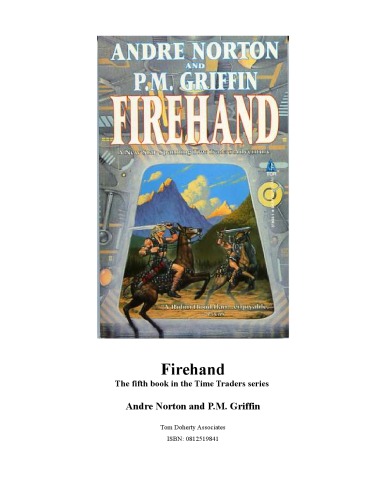 ANDRE NORTON
AND
P.M. GRIFFIN
FIREHAND
TOR
Firehand
The fifth book in the Time Traders series
Andre Norton and P.M. Griffin
Tom Doherty Associates
ISBN: 0812519841